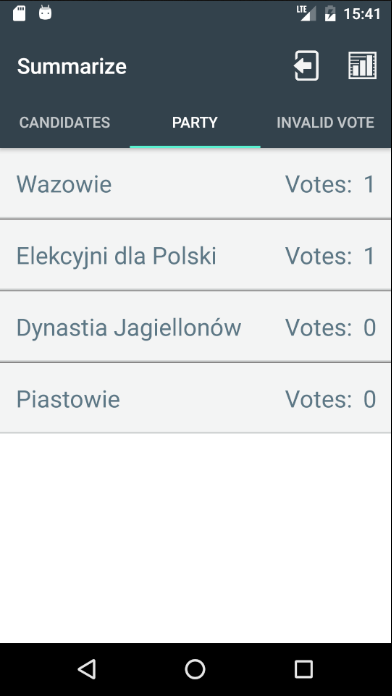 LTE 15:41
Summarize
CANDIDATES PARTY INVALID VOTE
Wazowie Votes: 1
Elekcyjni dla Polski Votes: 1
Dynastia Jagiellonów Votes: 0
Piastowie Votes: 0